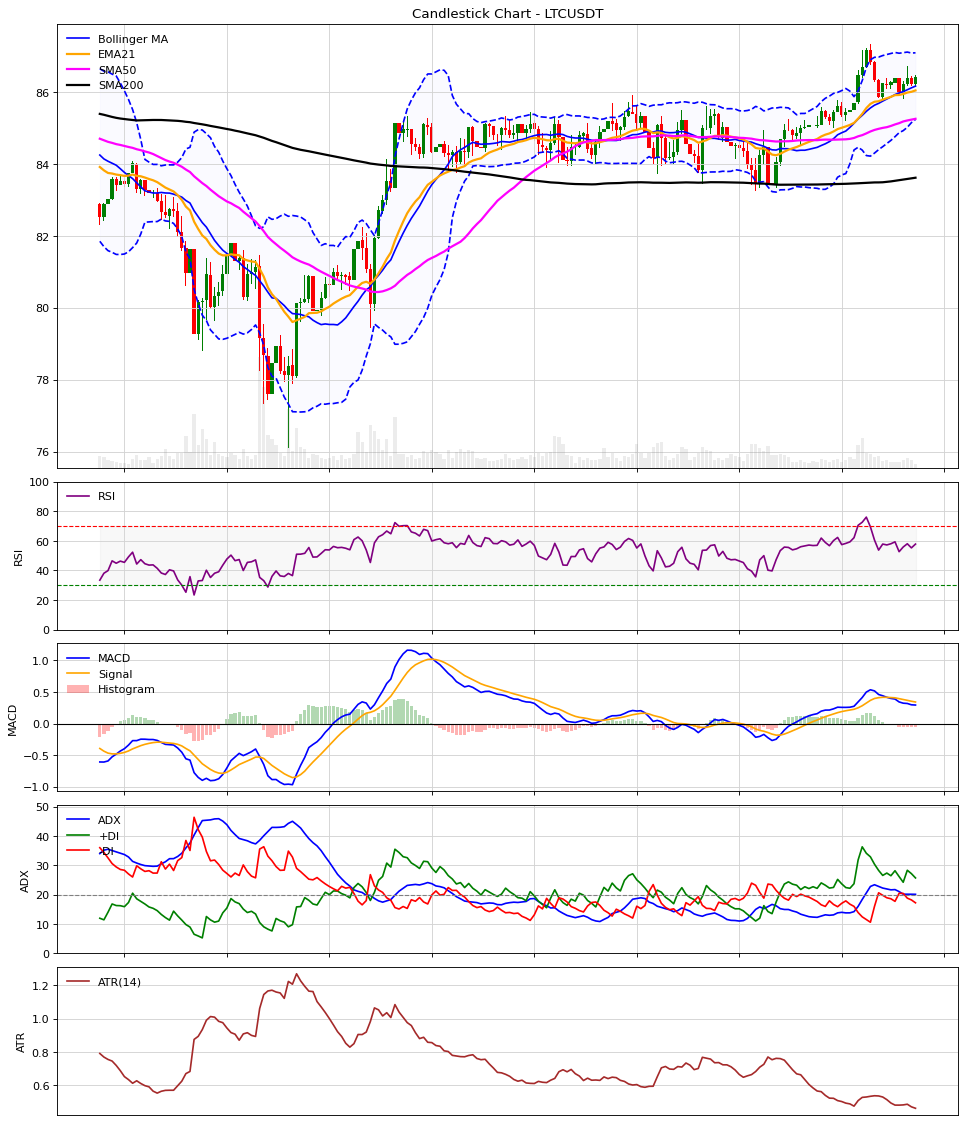 Candlestick Chart - LTCUSDT
Bollinger MA
EMA21
SMA50
SMA200
86
84
82
80
78
76
100
80
60
40
20
0
RSI
RSI
1.0
0.5
0.0
−0.5
−1.0
MACD
MACD
Signal
Histogram
50
40
30
20
10
0
ADX
ADX
+DI
-DI
1.2
1.0
0.8
0.6
ATR
ATR(14)